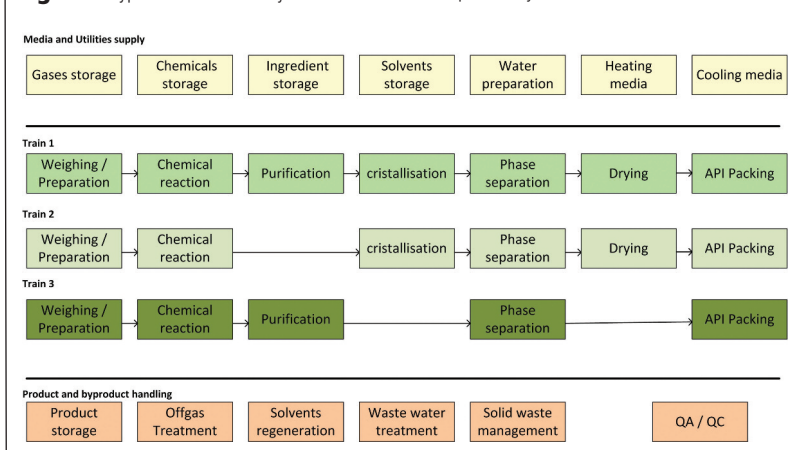 Media and Utilities supply
Gases storage
Chemicals
storage
Ingredient
storage
Solvents
storage
Water
preparation
Heating
media
Cooling media
Train 1
Weighing /
Preparation
Chemical
reaction
Purification
cristallisation
Phase
separation
Drying
API Packing
Train 2
Weighing /
Preparation
Chemical
reaction
cristallisation
Phase
separation
Drying
API Packing
Train 3
Weighing /
Preparation
Chemical
reaction
Purification
Phase
separation
API Packing
Product and byproduct handling
Product
storage
Offgas
Treatment
Solvents
regeneration
Waste water
treatment
Solid waste
management
QA / QC